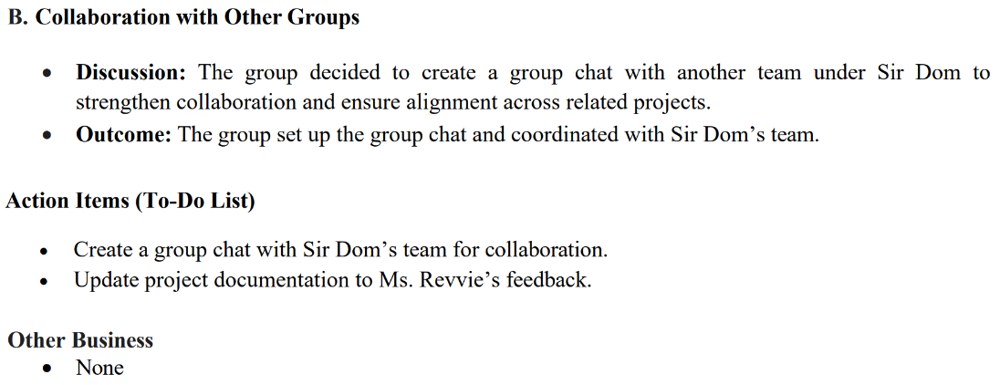 B. Collaboration with Other Groups
• Discussion: The group decided to create a group chat with another team under Sir Dom to
strengthen collaboration and ensure alignment across related projects.
• Outcome: The group set up the group chat and coordinated with Sir Dom’s team.
Action Items (To-Do List)
• Create a group chat with Sir Dom’s team for collaboration.
• Update project documentation to Ms. Revvie’s feedback.
Other Business
• None